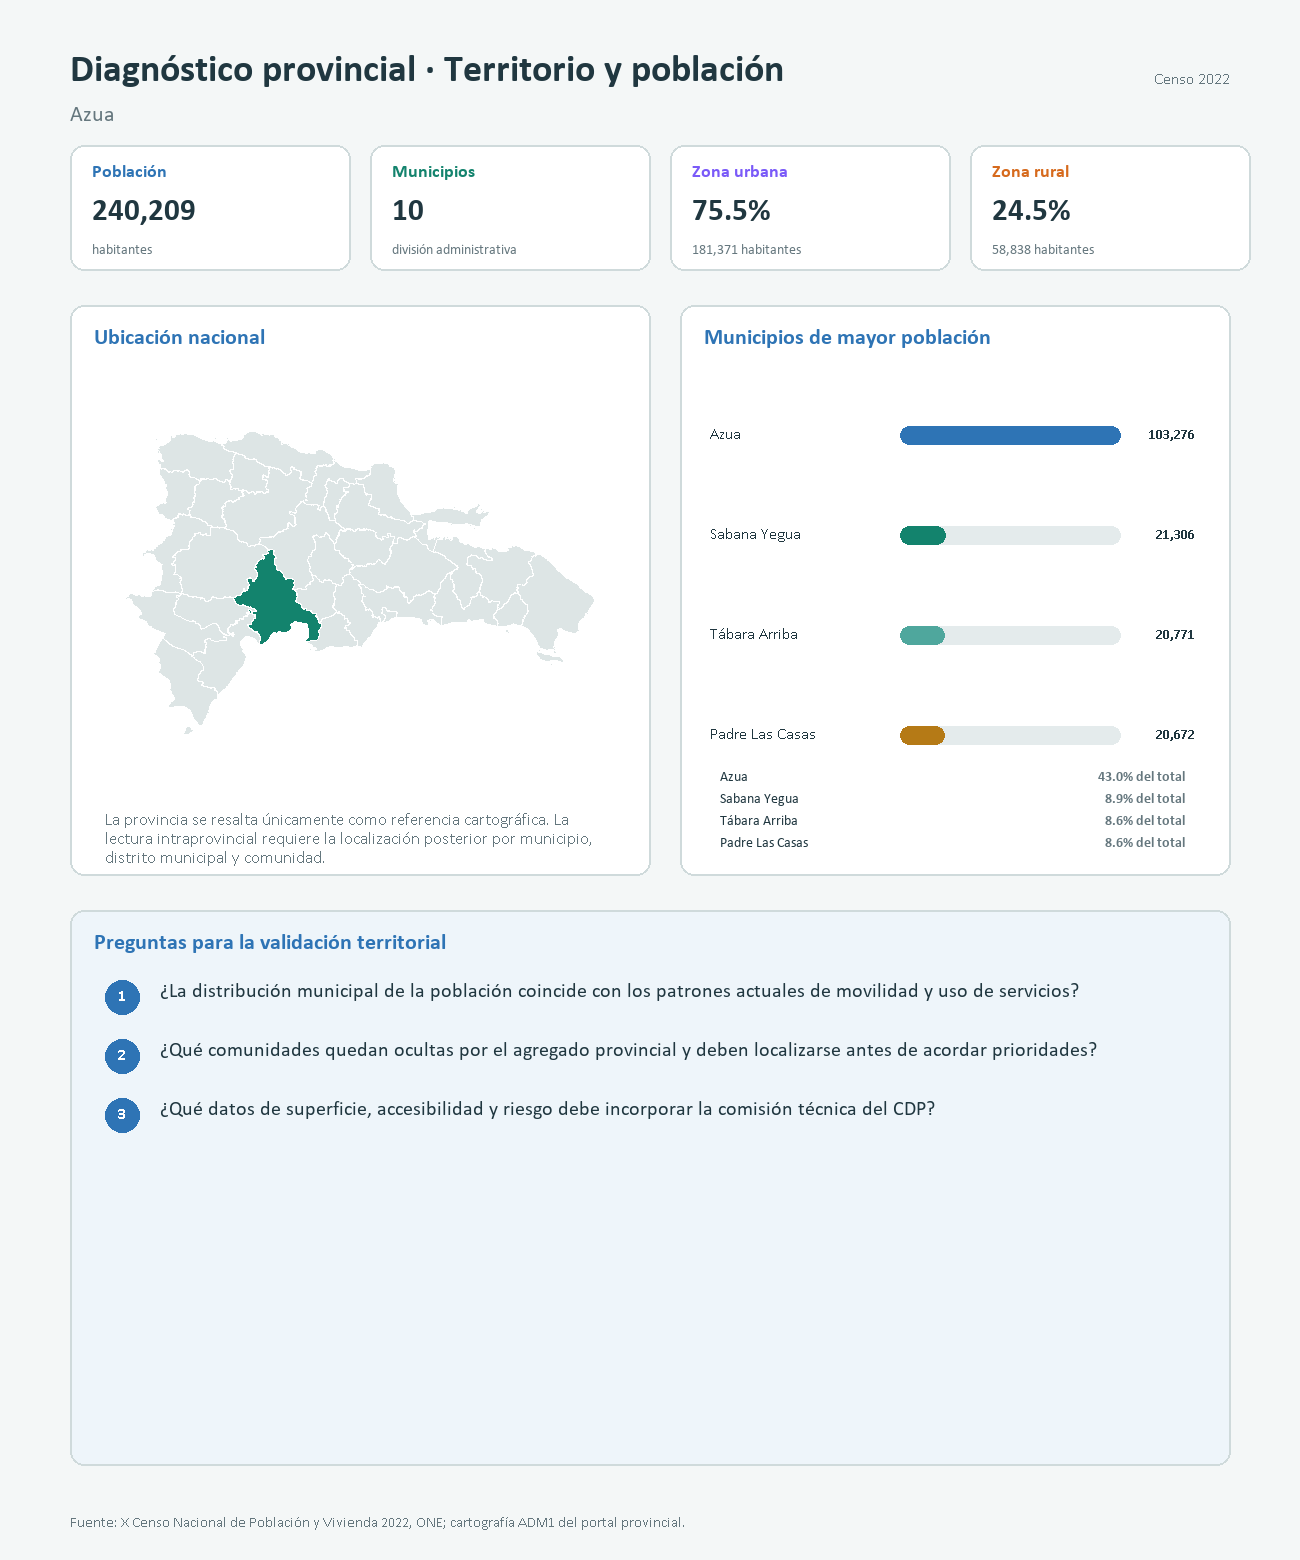 Diagnóstico provincial · Territorio y población
Censo 2022
Azua
Población
240,209
habitantes
Municipios
10
división administrativa
Zona urbana
75.5%
181,371 habitantes
Zona rural
24.5%
58,838 habitantes
Ubicación nacional
La provincia se resalta únicamente como referencia cartográfica. La
lectura intraprovincial requiere la localización posterior por municipio,
distrito municipal y comunidad.
Municipios de mayor población
Azua 103,276
Sabana Yegua 21,306
Tábara Arriba 20,771
Padre Las Casas 20,672
Azua 43.0% del total
Sabana Yegua 8.9% del total
Tábara Arriba 8.6% del total
Padre Las Casas 8.6% del total
Preguntas para la validación territorial
1 ¿La distribución municipal de la población coincide con los patrones actuales de movilidad y uso de servicios?
2 ¿Qué comunidades quedan ocultas por el agregado provincial y deben localizarse antes de acordar prioridades?
3 ¿Qué datos de superficie, accesibilidad y riesgo debe incorporar la comisión técnica del CDP?
Fuente: X Censo Nacional de Población y Vivienda 2022, ONE; cartografía ADM1 del portal provincial.